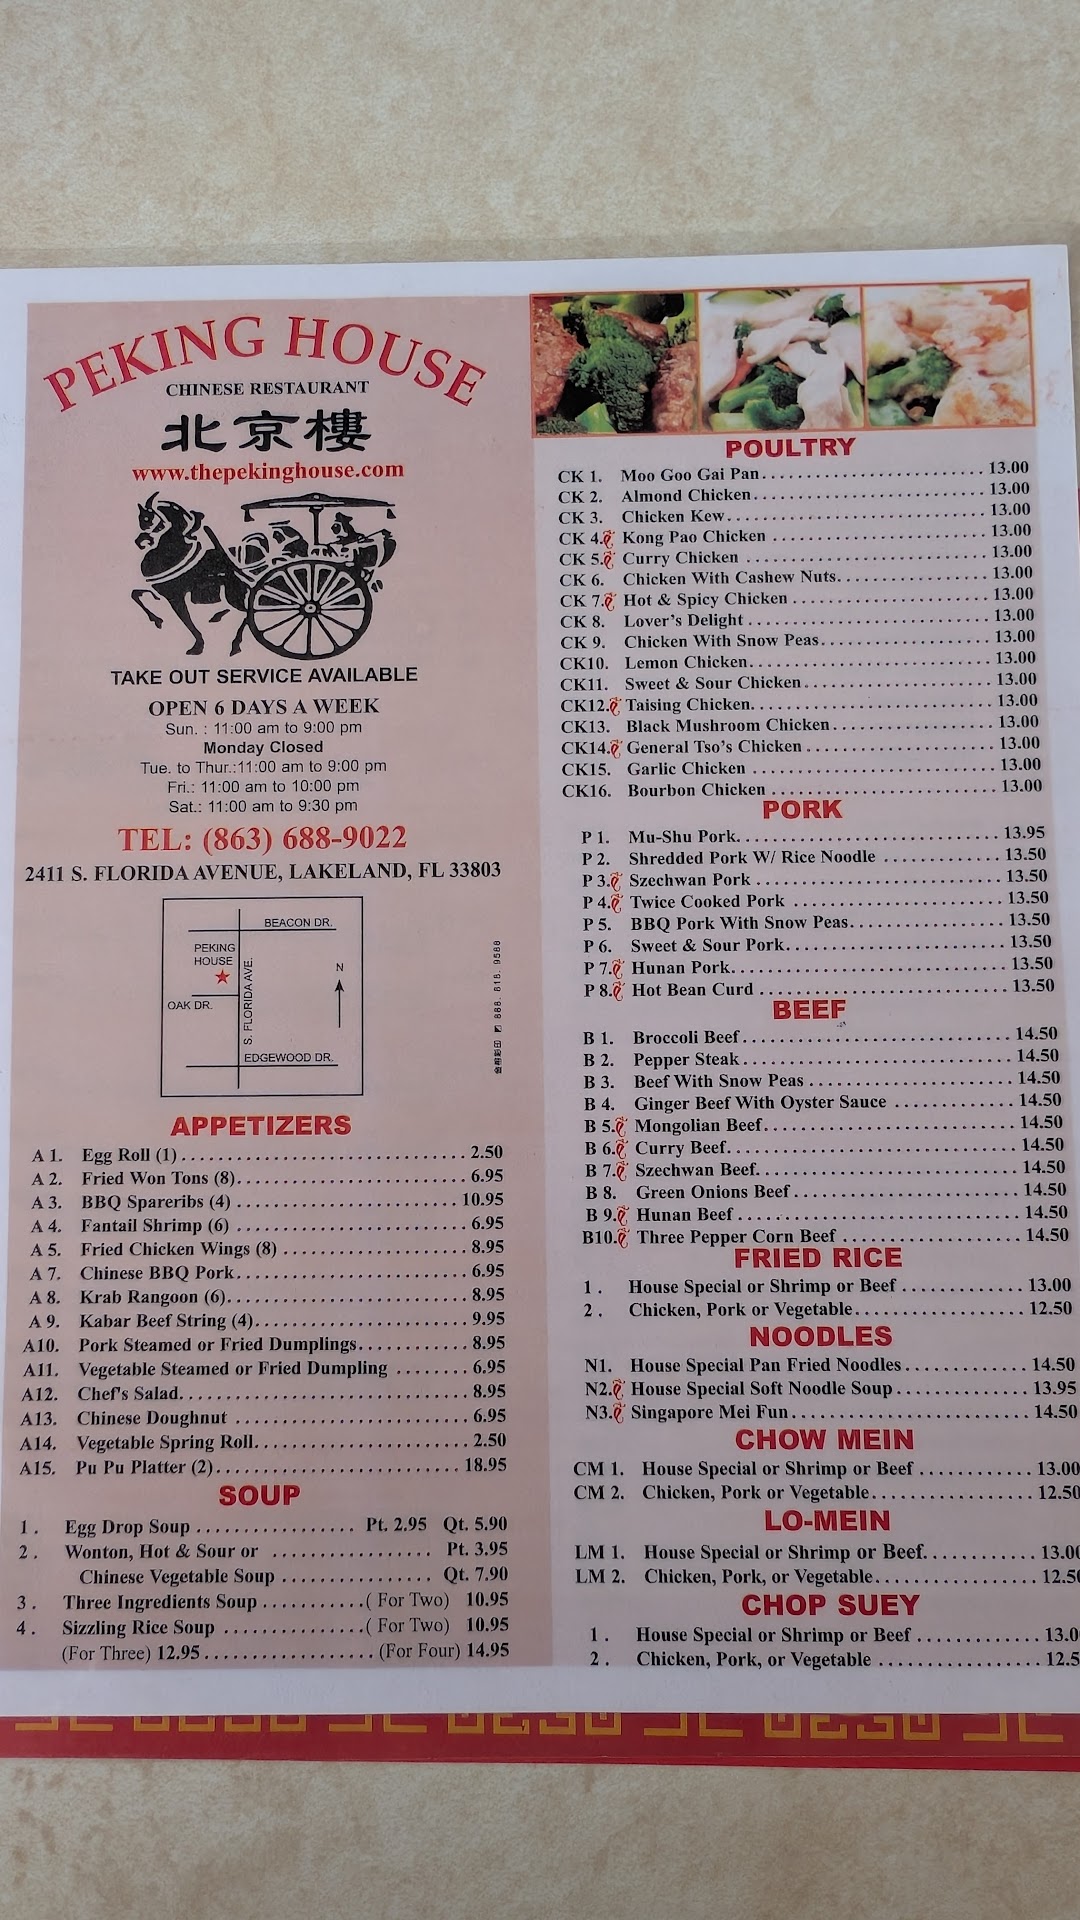 PEKING HOUSE
CHINESE RESTAURANT
北京樓
www.thepekinghouse.com
TAKE OUT SERVICE AVAILABLE
OPEN 6 DAYS A WEEK
Sun. : 11:00 am to 9:00 pm
Monday Closed
Tue. to Thur.:11:00 am to 9:00 pm
Fri.: 11:00 am to 10:00 pm
Sat.: 11:00 am to 9:30 pm
TEL: (863) 688-9022
2411 S. FLORIDA AVENUE, LAKELAND, FL 33803
BEACON DR.
PEKING
HOUSE
N
OAK DR.
S. FLORIDA AVE.
EDGEWOOD DR.
888. 818. 9588
APPETIZERS
A 1. Egg Roll (1) 2.50
A 2. Fried Won Tons (8) 6.95
A 3. BBQ Spareribs (4) 10.95
A 4. Fantail Shrimp (6) 6.95
A 5. Fried Chicken Wings (8) 8.95
A 7. Chinese BBQ Pork 6.95
A 8. Krab Rangoon (6) 8.95
A 9. Kabar Beef String (4) 9.95
A10. Pork Steamed or Fried Dumplings 8.95
A11. Vegetable Steamed or Fried Dumpling 6.95
A12. Chef's Salad 8.95
A13. Chinese Doughnut 6.95
A14. Vegetable Spring Roll 2.50
A15. Pu Pu Platter (2) 18.95
SOUP
1 . Egg Drop Soup Pt. 2.95 Qt. 5.90
2 . Wonton, Hot & Sour or Pt. 3.95
Chinese Vegetable Soup Qt. 7.90
3 . Three Ingredients Soup ( For Two) 10.95
4 . Sizzling Rice Soup ( For Two) 10.95
(For Three) 12.95 (For Four) 14.95
POULTRY
CK 1. Moo Goo Gai Pan 13.00
CK 2. Almond Chicken 13.00
CK 3. Chicken Kew 13.00
CK 4. Kong Pao Chicken 13.00
CK 5. Curry Chicken 13.00
CK 6. Chicken With Cashew Nuts 13.00
CK 7. Hot & Spicy Chicken 13.00
CK 8. Lover's Delight 13.00
CK 9. Chicken With Snow Peas 13.00
CK10. Lemon Chicken 13.00
CK11. Sweet & Sour Chicken 13.00
CK12. Taising Chicken 13.00
CK13. Black Mushroom Chicken 13.00
CK14. General Tso's Chicken 13.00
CK15. Garlic Chicken 13.00
CK16. Bourbon Chicken 13.00
PORK
P 1. Mu-Shu Pork 13.95
P 2. Shredded Pork W/ Rice Noodle 13.50
P 3. Szechwan Pork 13.50
P 4. Twice Cooked Pork 13.50
P 5. BBQ Pork With Snow Peas 13.50
P 6. Sweet & Sour Pork 13.50
P 7. Hunan Pork 13.50
P 8. Hot Bean Curd 13.50
BEEF
B 1. Broccoli Beef 14.50
B 2. Pepper Steak 14.50
B 3. Beef With Snow Peas 14.50
B 4. Ginger Beef With Oyster Sauce 14.50
B 5. Mongolian Beef 14.50
B 6. Curry Beef 14.50
B 7. Szechwan Beef 14.50
B 8. Green Onions Beef 14.50
B 9. Hunan Beef 14.50
B10. Three Pepper Corn Beef 14.50
FRIED RICE
1 . House Special or Shrimp or Beef 13.00
2 . Chicken, Pork or Vegetable 12.50
NOODLES
N1. House Special Pan Fried Noodles 14.50
N2. House Special Soft Noodle Soup 13.95
N3. Singapore Mei Fun 14.50
CHOW MEIN
CM 1. House Special or Shrimp or Beef 13.00
CM 2. Chicken, Pork or Vegetable 12.50
LO-MEIN
LM 1. House Special or Shrimp or Beef 13.00
LM 2. Chicken, Pork, or Vegetable 12.50
CHOP SUEY
1 . House Special or Shrimp or Beef 13.0
2 . Chicken, Pork, or Vegetable 12.5